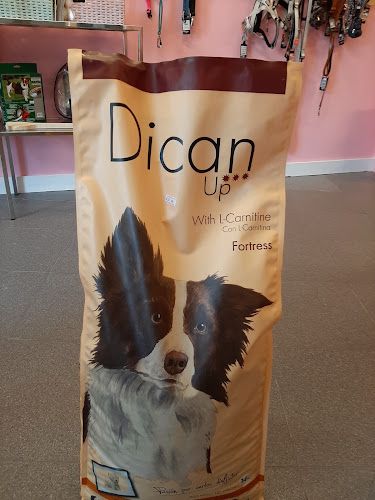 Dican
Up
With L-Carnitine
Con L-Carnitina
Fortress